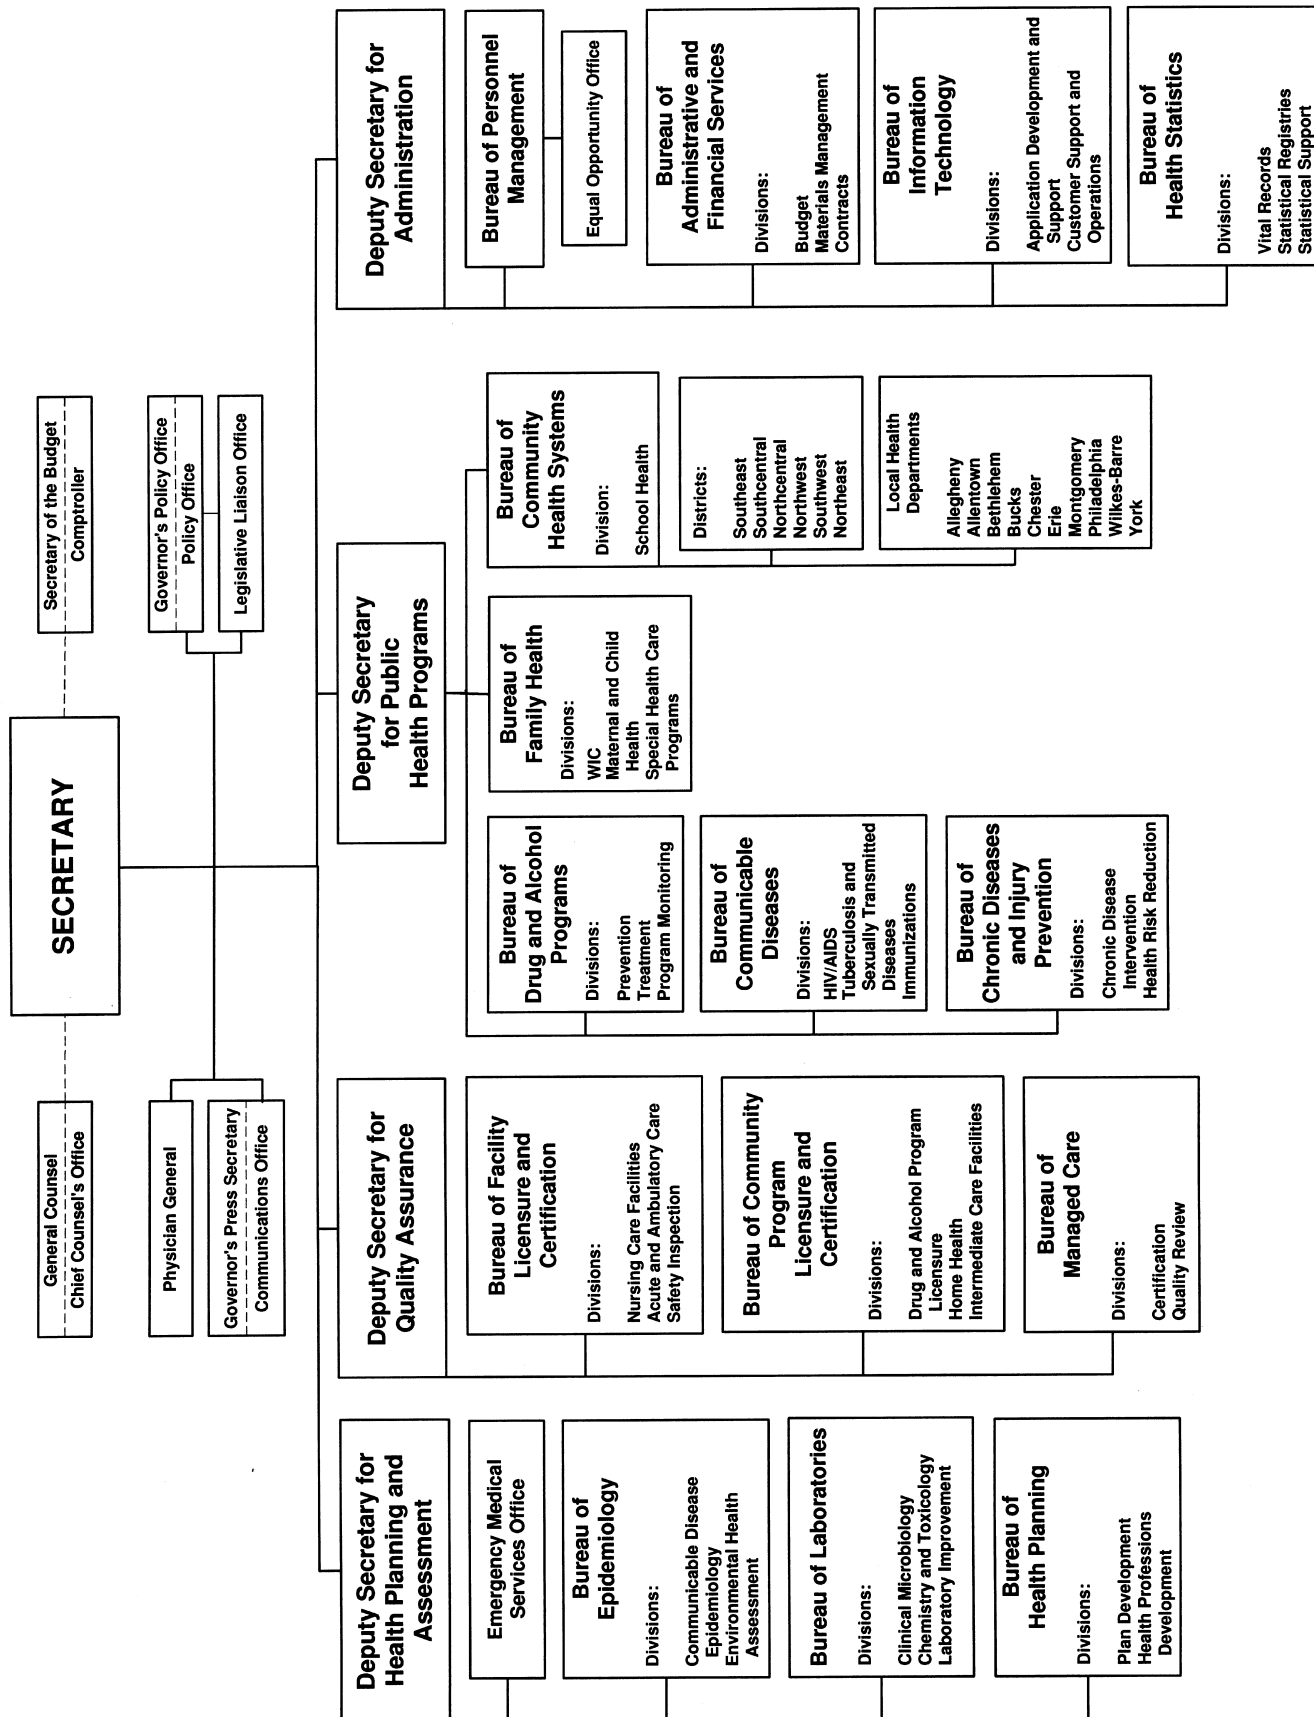 SECRETARY
General Counsel
Chief Counsel's Office
Secretary of the Budget
Comptroller
Physician General
Governor's Press Secretary
Communications Office
Governor's Policy Office
Policy Office
Legislative Liaison Office
Deputy Secretary for
Health Planning and
Assessment
Emergency Medical
Services Office
Bureau of
Epidemiology
Divisions:
Communicable Disease
Epidemiology
Environmental Health
Assessment
Bureau of Laboratories
Divisions:
Clinical Microbiology
Chemistry and Toxicology
Laboratory Improvement
Bureau of
Health Planning
Divisions:
Plan Development
Health Professions
Development
Deputy Secretary for
Quality Assurance
Bureau of Facility
Licensure and
Certification
Divisions:
Nursing Care Facilities
Acute and Ambulatory Care
Safety Inspection
Bureau of Community
Program
Licensure and
Certification
Divisions:
Drug and Alcohol Program
Licensure
Home Health
Intermediate Care Facilities
Bureau of
Managed Care
Divisions:
Certification
Quality Review
Deputy Secretary
for Public
Health Programs
Bureau of
Drug and Alcohol
Programs
Divisions:
Prevention
Treatment
Program Monitoring
Bureau of
Communicable
Diseases
Divisions:
HIV/AIDS
Tuberculosis and
Sexually Transmitted
Diseases
Immunizations
Bureau of
Chronic Diseases
and Injury
Prevention
Divisions:
Chronic Disease
Intervention
Health Risk Reduction
Bureau of
Family Health
Divisions:
WIC
Maternal and Child
Health
Special Health Care
Programs
Bureau of
Community
Health Systems
Division:
School Health
Districts:
Southeast
Southcentral
Northcentral
Northwest
Southwest
Northeast
Local Health
Departments
Allegheny
Allentown
Bethlehem
Bucks
Chester
Erie
Montgomery
Philadelphia
Wilkes-Barre
York
Deputy Secretary for
Administration
Bureau of Personnel
Management
Equal Opportunity Office
Bureau of
Administrative and
Financial Services
Divisions:
Budget
Materials Management
Contracts
Bureau of
Information
Technology
Divisions:
Application Development and
Support
Customer Support and
Operations
Bureau of
Health Statistics
Divisions:
Vital Records
Statistical Registries
Statistical Support